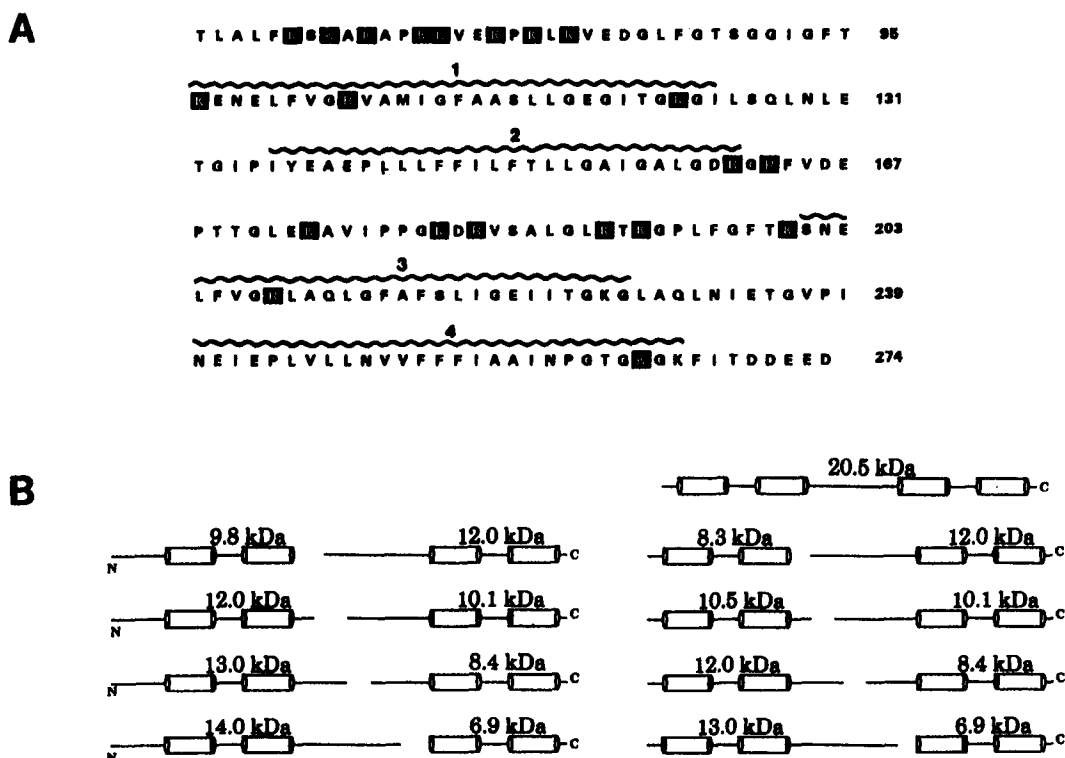 A
T L A L F S A A P V E P L V E D G L F G T S G G I G F T 95
1
E N E L F V G V A M I G F A A S L L G E G I T G G I L S Q L N L E 131
2
T G I P I Y E A E P L L L F F I L F T L L G A I G A L G D G F V D E 167
P T T G L E A V I P P G D V S A L G L T G P L F G F T S N E 203
3
L F V G L A Q L G F A F S L I G E I I T G K G L A Q L N I E T G V P I 239
4
N E I E P L V L L N V V F F F I A A I N P G T G G K F I T D D E E D 274
B
20.5 kDa
C
9.8 kDa 12.0 kDa 8.3 kDa 12.0 kDa
N C C
12.0 kDa 10.1 kDa 10.5 kDa 10.1 kDa
N C C
13.0 kDa 8.4 kDa 12.0 kDa 8.4 kDa
N C C
14.0 kDa 6.9 kDa 13.0 kDa 6.9 kDa
N C C